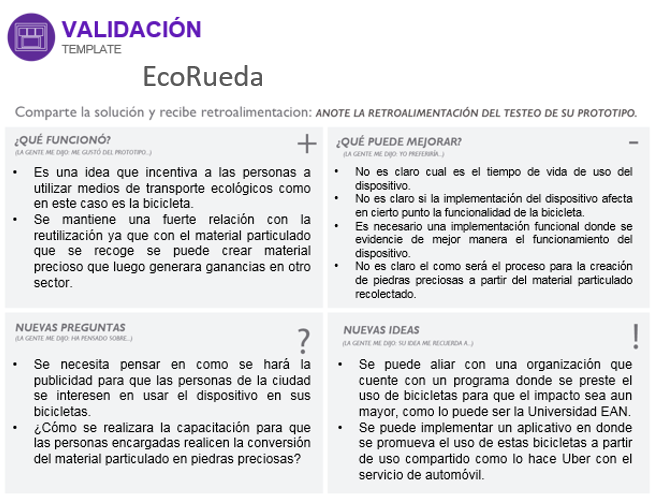 VALIDACIÓN
TEMPLATE
EcoRueda
Comparte la solución y recibe retroalimentacion: ANOTE LA RETROALIMENTACIÓN DEL TESTEO DE SU PROTOTIPO.
¿QUÉ FUNCIONÓ? +
(LA GENTE ME DIJO: ME GUSTÓ DEL PROTOTIPO...)
• Es una idea que incentiva a las personas a
utilizar medios de transporte ecológicos como
en este caso es la bicicleta.
• Se mantiene una fuerte relación con la
reutilización ya que con el material particulado
que se recoge se puede crear material
precioso que luego generara ganancias en otro
sector.
¿QUÉ PUEDE MEJORAR? -
(LA GENTE ME DIJO: YO PREFERIRÍA...)
• No es claro cual es el tiempo de vida de uso del
dispositivo.
• No es claro si la implementación del dispositivo afecta
en cierto punto la funcionalidad de la bicicleta.
• Es necesario una implementación funcional donde se
evidencie de mejor manera el funcionamiento del
dispositivo.
• No es claro el como será el proceso para la creación
de piedras preciosas a partir del material particulado
recolectado.
NUEVAS PREGUNTAS ?
(LA GENTE ME DIJO: HA PENSADO SOBRE...)
• Se necesita pensar en como se hará la
publicidad para que las personas de la ciudad
se interesen en usar el dispositivo en sus
bicicletas.
• ¿Cómo se realizara la capacitación para que
las personas encargadas realicen la conversión
del material particulado en piedras preciosas?
NUEVAS IDEAS !
(LA GENTE ME DIJO: SU IDEA ME RECUERDA A...)
• Se puede aliar con una organización que
cuente con un programa donde se preste el
uso de bicicletas para que el impacto sea aun
mayor, como lo puede ser la Universidad EAN.
• Se puede implementar un aplicativo en donde
se promueva el uso de estas bicicletas a partir
de uso compartido como lo hace Uber con el
servicio de automóvil.